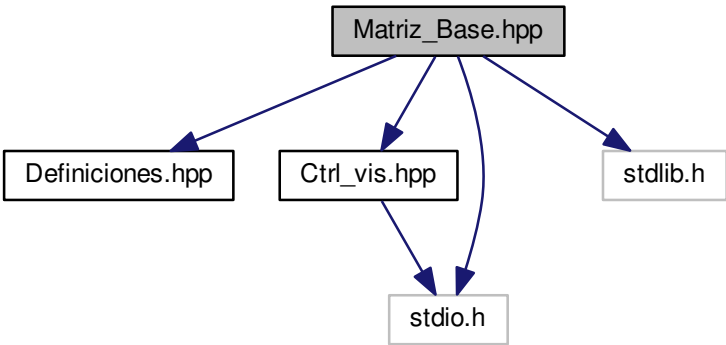 Matriz_Base.hpp
Definiciones.hpp
Ctrl_vis.hpp
stdlib.h
stdio.h